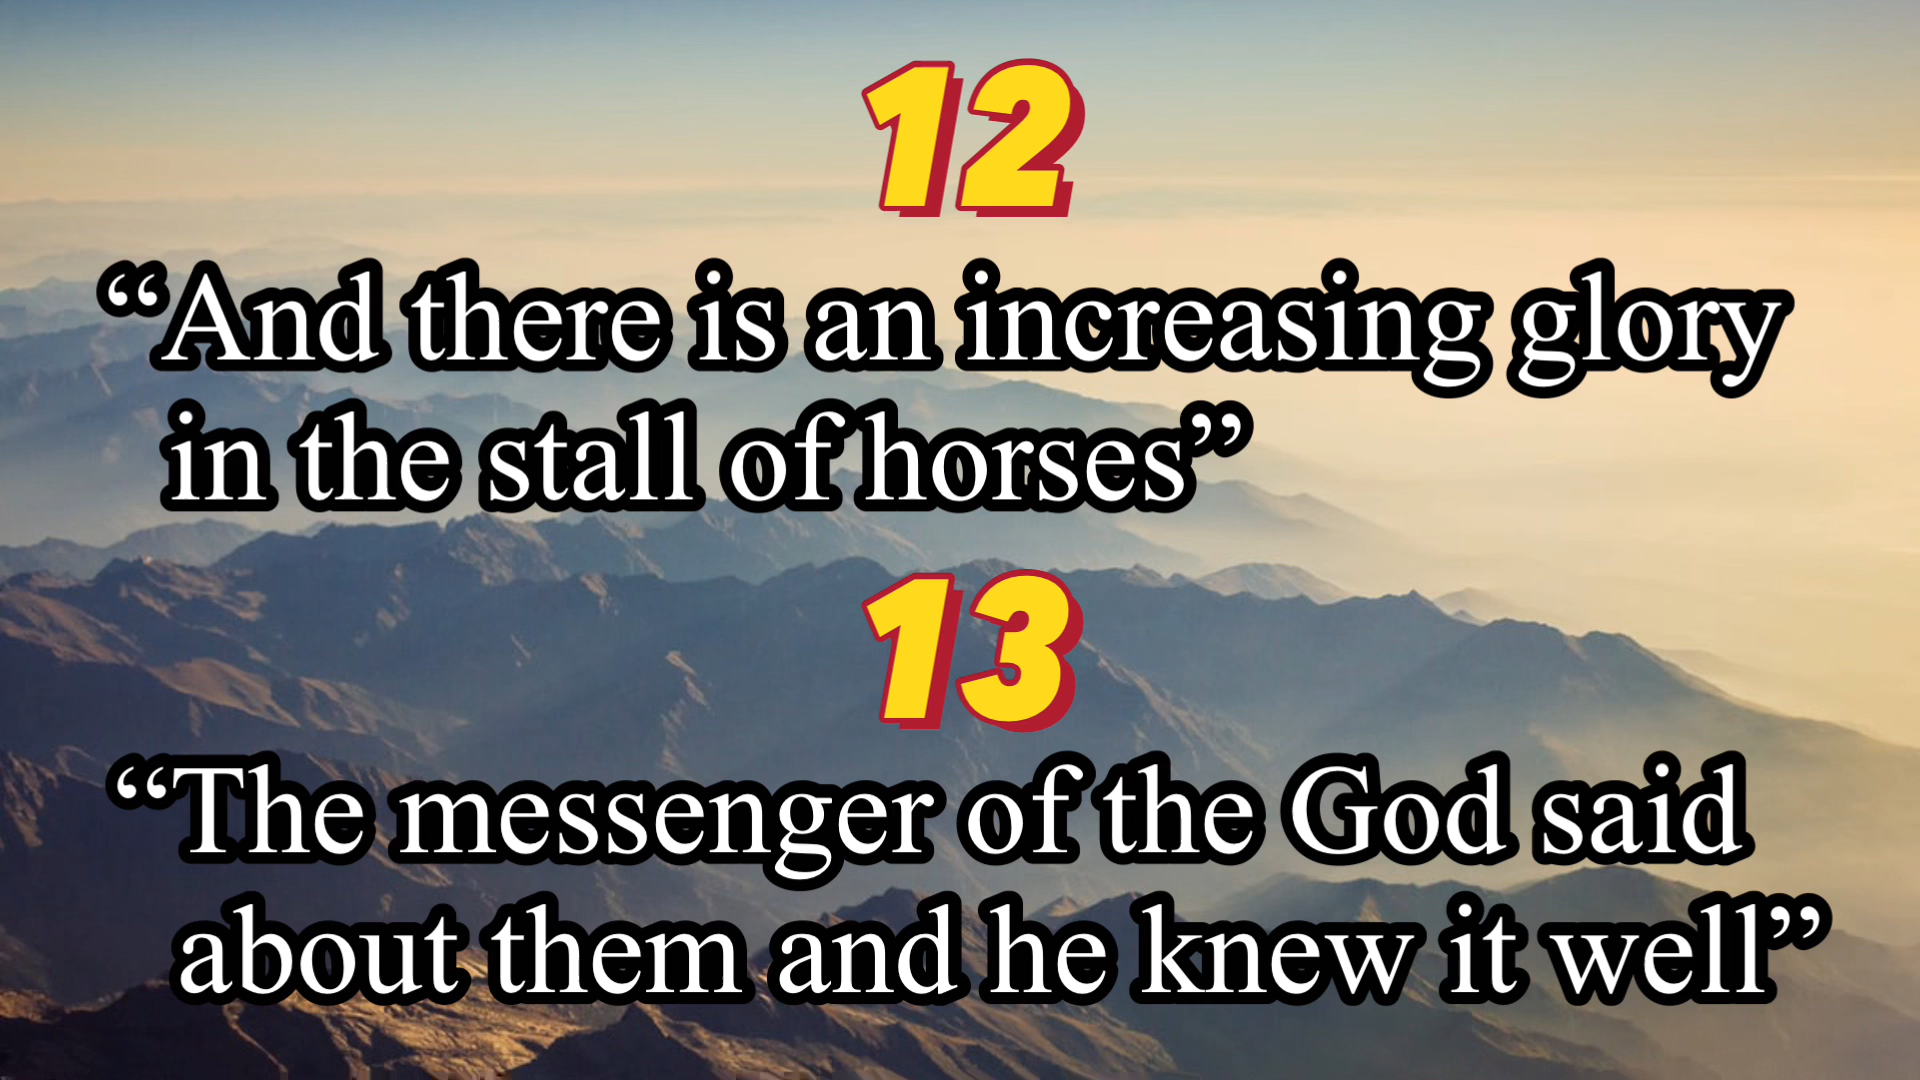 12
“And there is an increasing glory
in the stall of horses”
13
“The messenger of the God said
about them and he knew it well”